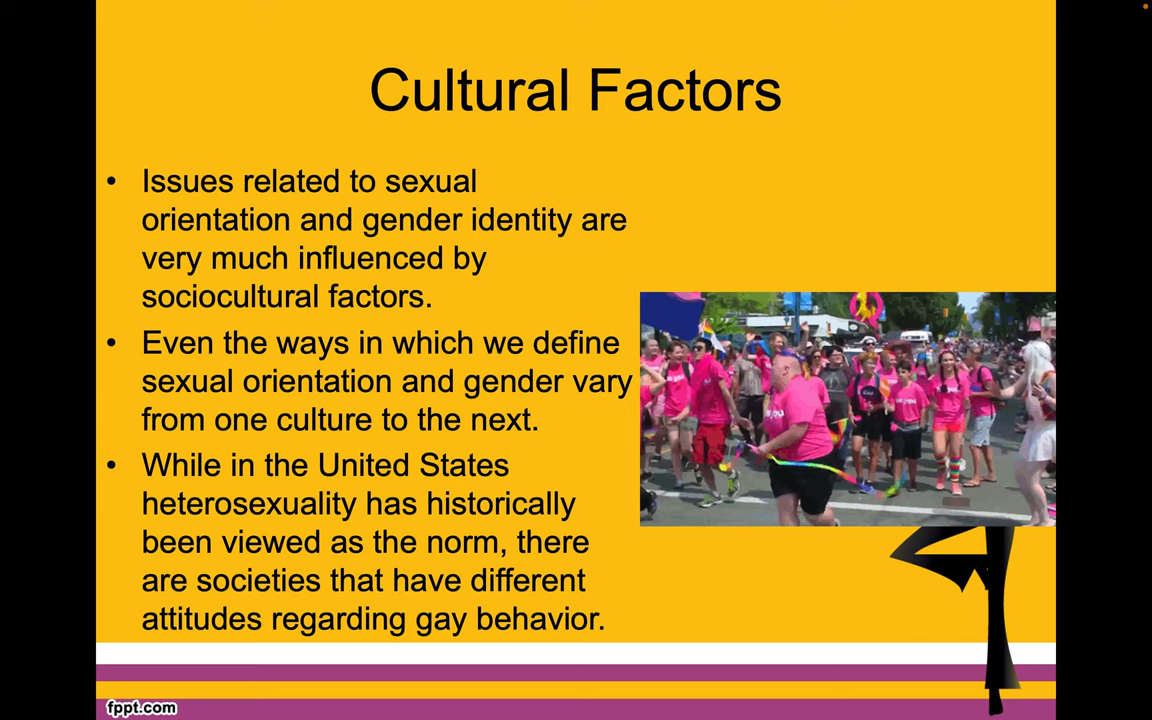 Cultural Factors
• Issues related to sexual
orientation and gender identity are
very much influenced by
sociocultural factors.
• Even the ways in which we define
sexual orientation and gender vary
from one culture to the next.
• While in the United States
heterosexuality has historically
been viewed as the norm, there
are societies that have different
attitudes regarding gay behavior.
fppt.com